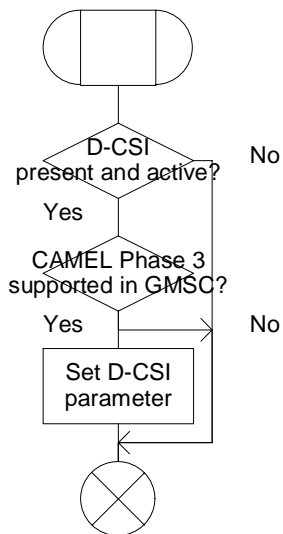 D-CSI
present and active?
No
Yes
CAMEL Phase 3
supported in GMSC?
Yes
No
Set D-CSI
parameter